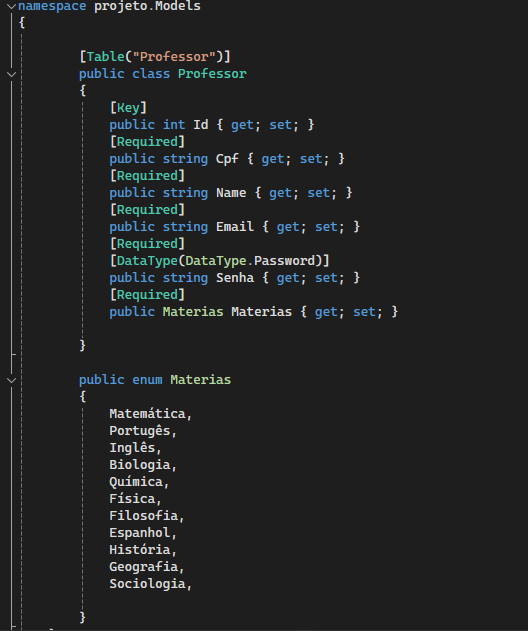 namespace projeto.Models
{
[Table("Professor")]
public class Professor
{
[Key]
public int Id { get; set; }
[Required]
public string Cpf { get; set; }
[Required]
public string Name { get; set; }
[Required]
public string Email { get; set; }
[Required]
[DataType(DataType.Password)]
public string Senha { get; set; }
[Required]
public Materias Materias { get; set; }
}
public enum Materias
{
Matemática,
Portugês,
Inglês,
Biologia,
Química,
Física,
Filosofia,
Espanhol,
História,
Geografia,
Sociologia,
}